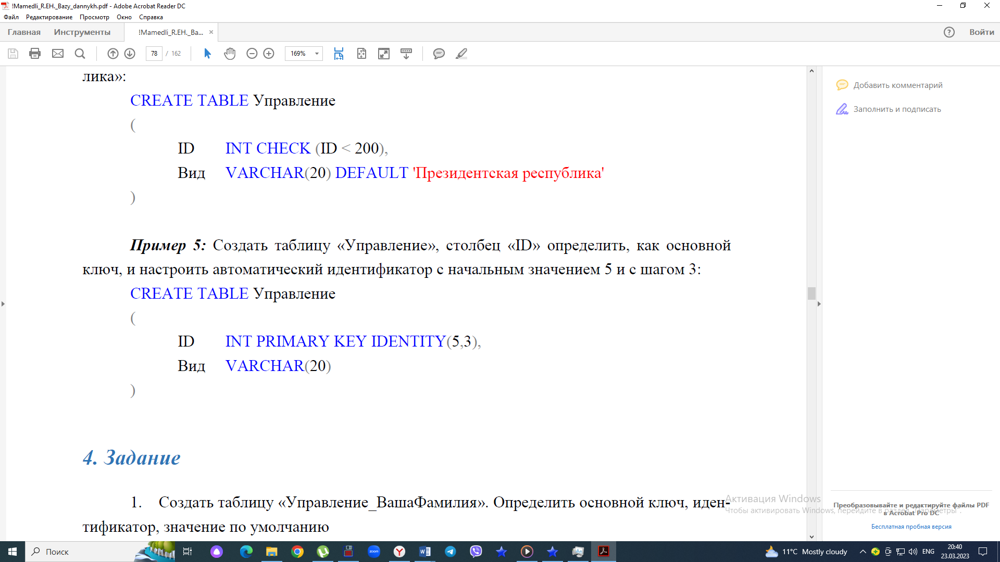 !Mamedli_R.EH._Bazy_dannykh.pdf - Adobe Acrobat Reader DC
Файл Редактирование Просмотр Окно Справка
Главная Инструменты !Mamedli_R.EH._Ba... × Войти
78 / 162 169%
лика»:
CREATE TABLE Управление
(
ID INT CHECK (ID < 200),
Вид VARCHAR(20) DEFAULT 'Президентская республика'
)
Пример 5: Создать таблицу «Управление», столбец «ID» определить, как основной
ключ, и настроить автоматический идентификатор с начальным значением 5 и с шагом 3:
CREATE TABLE Управление
(
ID INT PRIMARY KEY IDENTITY(5,3),
Вид VARCHAR(20)
)
4. Задание
1. Создать таблицу «Управление_ВашаФамилия». Определить основной ключ, иден-
тификатор, значение по умолчанию
Добавить комментарий
Заполнить и подписать
Активация Windows
Чтобы активировать Windows, перейдите в раздел "Параметры".
Преобразовывайте и редактируйте файлы PDF
в Acrobat Pro DC
Бесплатная пробная версия
Поиск
zoom
11°C Mostly cloudy
ENG
20:40
23.03.2023